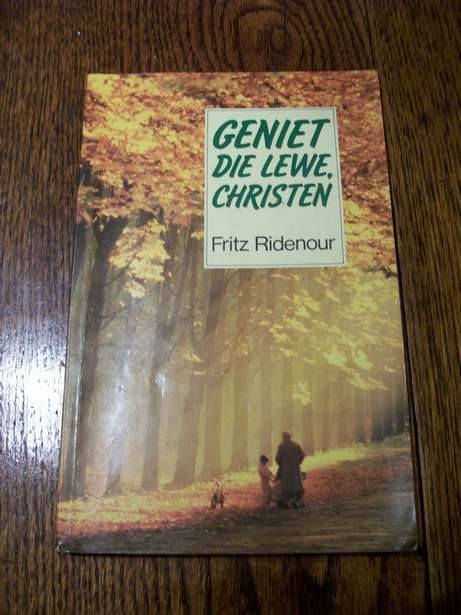 GENIET
DIE LEWE,
CHRISTEN
Fritz Ridenour